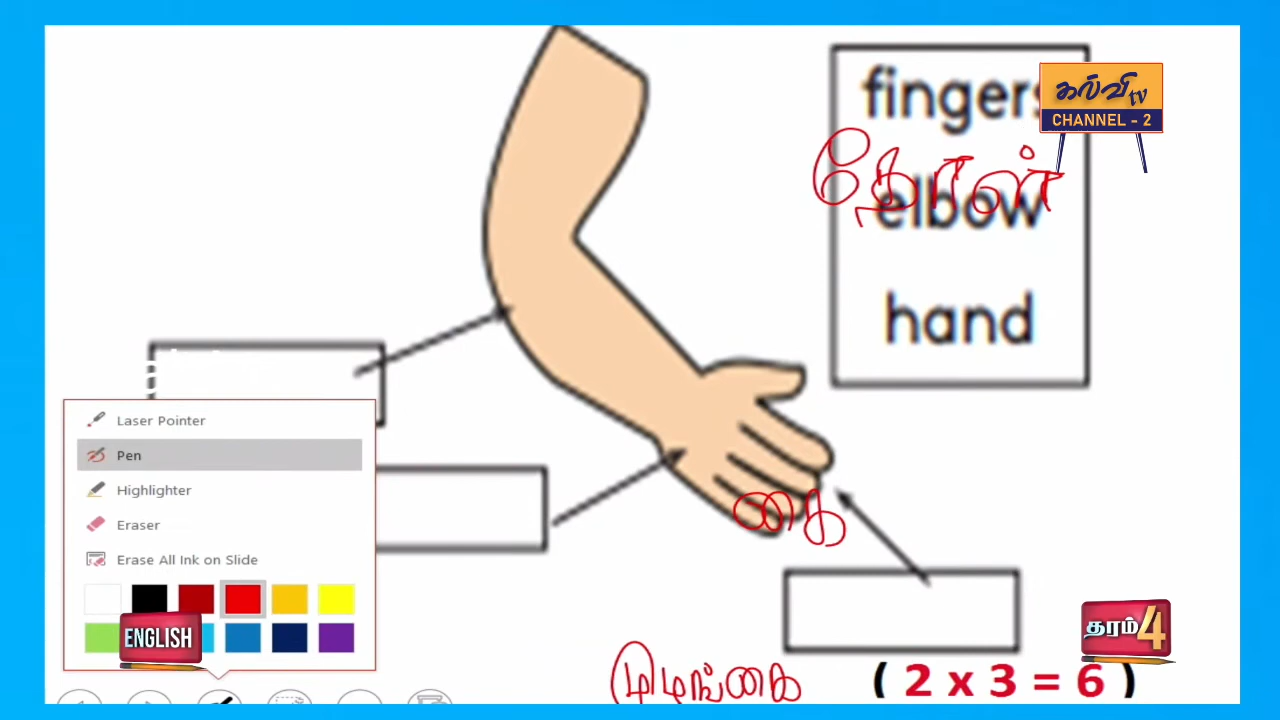 fingers
கல்வி tv
CHANNEL - 2
தோள்
elbow
hand
Laser Pointer
Pen
Highlighter
Eraser
Erase All Ink on Slide
கை
ENGLISH
தரம் 4
முழங்கை
( 2 x 3 = 6 )